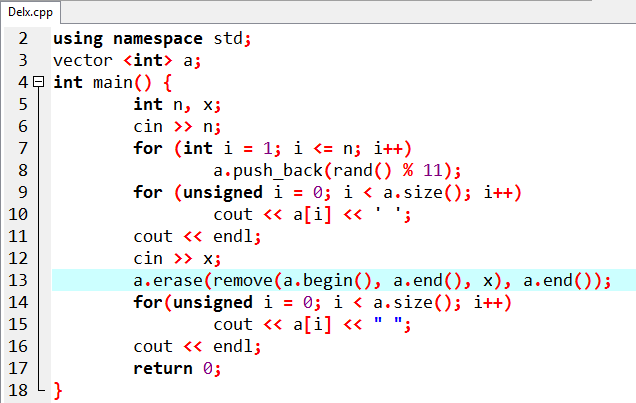 Delx.cpp
2 using namespace std;
3 vector <int> a;
4 int main() {
5 int n, x;
6 cin >> n;
7 for (int i = 1; i <= n; i++)
8 a.push_back(rand() % 11);
9 for (unsigned i = 0; i < a.size(); i++)
10 cout << a[i] << ' ';
11 cout << endl;
12 cin >> x;
13 a.erase(remove(a.begin(), a.end(), x), a.end());
14 for(unsigned i = 0; i < a.size(); i++)
15 cout << a[i] << " ";
16 cout << endl;
17 return 0;
18 }